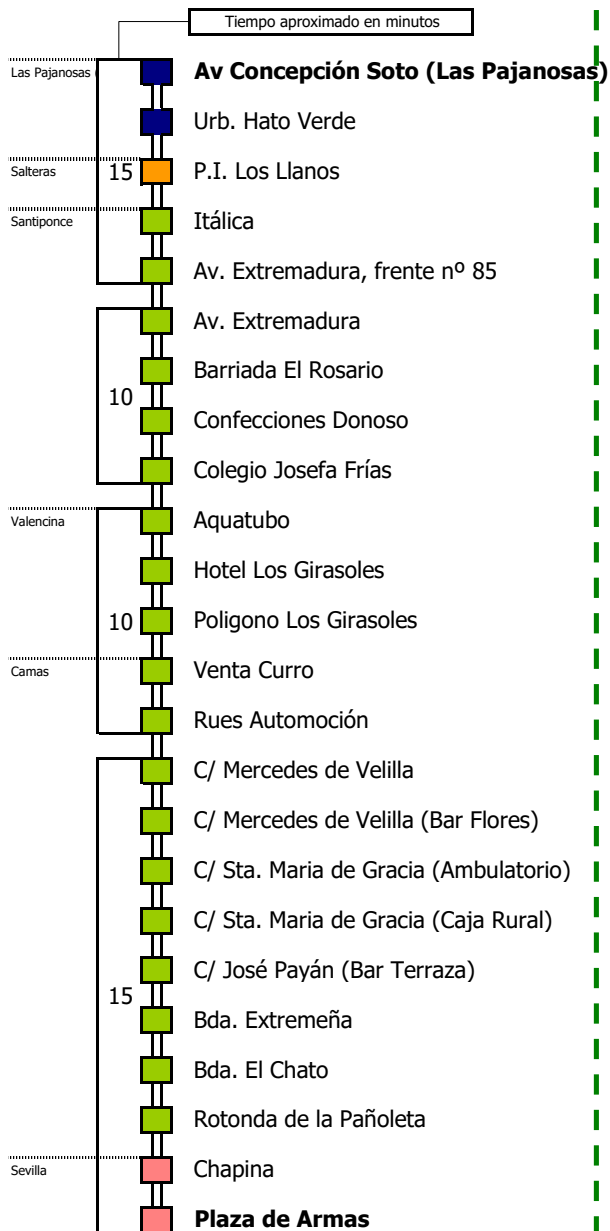 Tiempo aproximado en minutos
Las Pajanosas Av Concepción Soto (Las Pajanosas)
Urb. Hato Verde
Salteras 15 P.I. Los Llanos
Santiponce Itálica
Av. Extremadura, frente nº 85
Av. Extremadura
Barriada El Rosario
10
Confecciones Donoso
Colegio Josefa Frías
Valencina Aquatubo
Hotel Los Girasoles
10 Poligono Los Girasoles
Camas Venta Curro
Rues Automoción
C/ Mercedes de Velilla
C/ Mercedes de Velilla (Bar Flores)
C/ Sta. Maria de Gracia (Ambulatorio)
C/ Sta. Maria de Gracia (Caja Rural)
C/ José Payán (Bar Terraza)
15
Bda. Extremeña
Bda. El Chato
Rotonda de la Pañoleta
Sevilla Chapina
Plaza de Armas